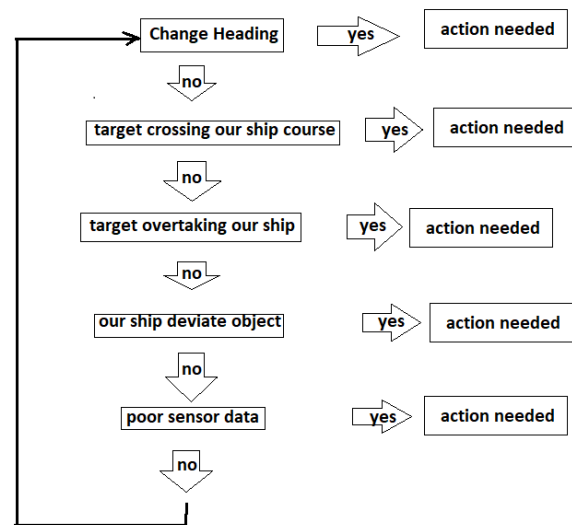 Change Heading
yes
action needed
no
target crossing our ship course
yes
action needed
no
target overtaking our ship
yes
action needed
no
our ship deviate object
yes
action needed
no
poor sensor data
yes
action needed
no